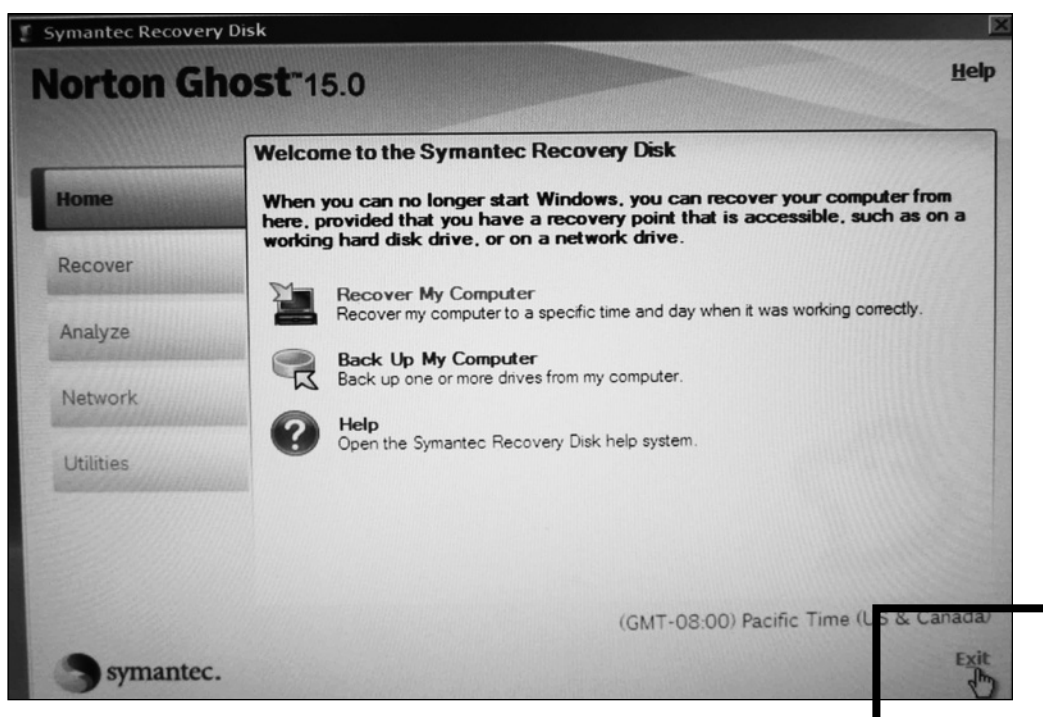 Symantec Recovery Disk
Norton Ghost™15.0
Help
Welcome to the Symantec Recovery Disk
Home
When you can no longer start Windows, you can recover your computer from
here, provided that you have a recovery point that is accessible, such as on a
working hard disk drive, or on a network drive.
Recover
Recover My Computer
Recover my computer to a specific time and day when it was working correctly.
Analyze
Back Up My Computer
Back up one or more drives from my computer.
Network
Help
Open the Symantec Recovery Disk help system.
Utilities
(GMT-08:00) Pacific Time (US & Canada)
symantec.
Exit